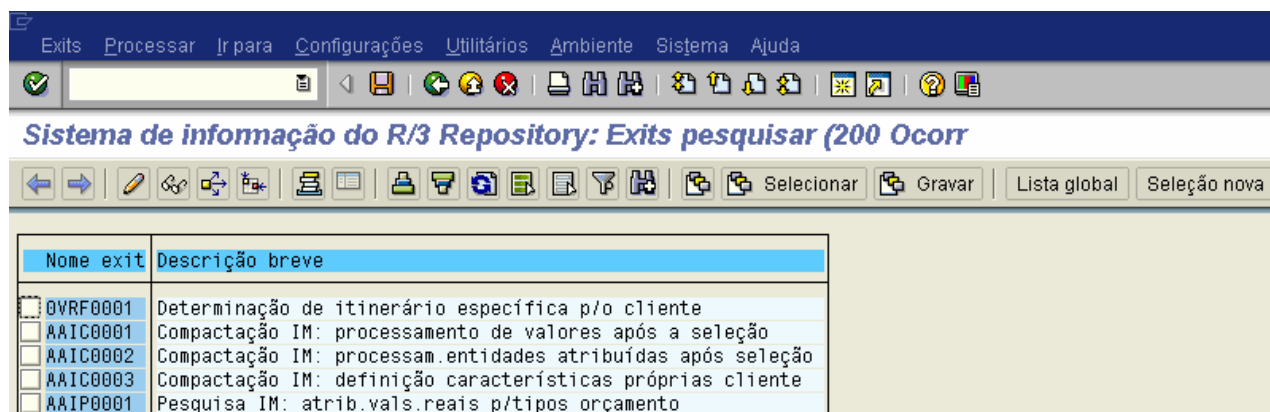 Exits Processar Ir para Configurações Utilitários Ambiente Sistema Ajuda
Sistema de informação do R/3 Repository: Exits pesquisar (200 Ocorr
Selecionar Gravar Lista global Seleção nova
Nome exit Descrição breve
0VRF0001 Determinação de itinerário específica p/o cliente
AAIC0001 Compactação IM: processamento de valores após a seleção
AAIC0002 Compactação IM: processam.entidades atribuídas após seleção
AAIC0003 Compactação IM: definição características próprias cliente
AAIP0001 Pesquisa IM: atrib.vals.reais p/tipos orçamento